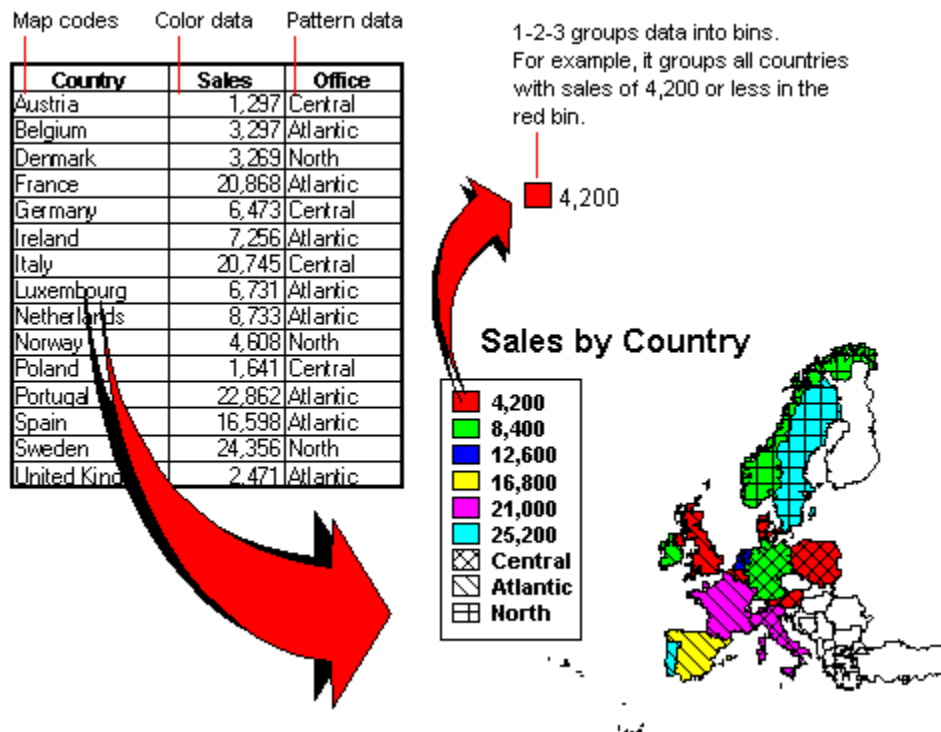 Map codes Color data Pattern data
Country Sales Office
Austria 1,297 Central
Belgium 3,297 Atlantic
Denmark 3,269 North
France 20,868 Atlantic
Germany 6,473 Central
Ireland 7,256 Atlantic
Italy 20,745 Central
Luxembourg 6,731 Atlantic
Netherlands 8,733 Atlantic
Norway 4,608 North
Poland 1,641 Central
Portugal 22,862 Atlantic
Spain 16,598 Atlantic
Sweden 24,356 North
United King 2,471 Atlantic
1-2-3 groups data into bins.
For example, it groups all countries
with sales of 4,200 or less in the
red bin.
4,200
Sales by Country
4,200
8,400
12,600
16,800
21,000
25,200
Central
Atlantic
North